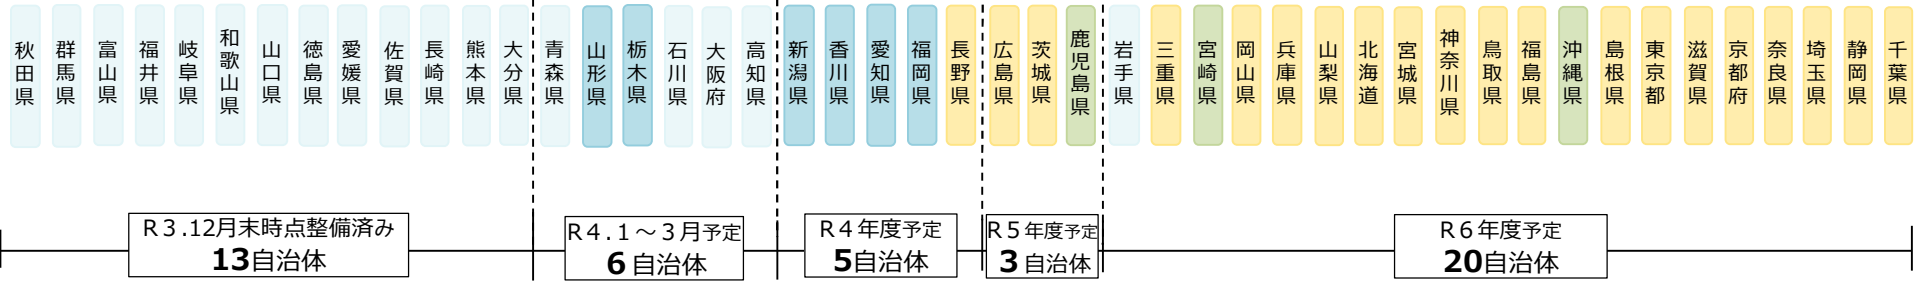 秋田県
群馬県
富山県
福井県
岐阜県
和歌山県
山口県
徳島県
愛媛県
佐賀県
長崎県
熊本県
大分県
青森県
山形県
栃木県
石川県
大阪府
高知県
新潟県
香川県
愛知県
福岡県
長野県
広島県
茨城県
鹿児島県
岩手県
三重県
宮崎県
岡山県
兵庫県
山梨県
北海道
宮城県
神奈川県
鳥取県
福島県
沖縄県
島根県
東京都
滋賀県
京都府
奈良県
埼玉県
静岡県
千葉県
R3.12月末時点整備済み
13自治体
R4.1～3月予定
6自治体
R4年度予定
5自治体
R5年度予定
3自治体
R6年度予定
20自治体